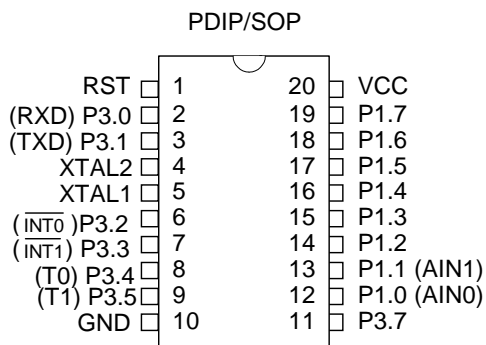 PDIP/SOP
RST 1 20 VCC
(RXD) P3.0 2 19 P1.7
(TXD) P3.1 3 18 P1.6
XTAL2 4 17 P1.5
XTAL1 5 16 P1.4
(INT0 )P3.2 6 15 P1.3
(INT1) P3.3 7 14 P1.2
(T0) P3.4 8 13 P1.1 (AIN1)
(T1) P3.5 9 12 P1.0 (AIN0)
GND 10 11 P3.7